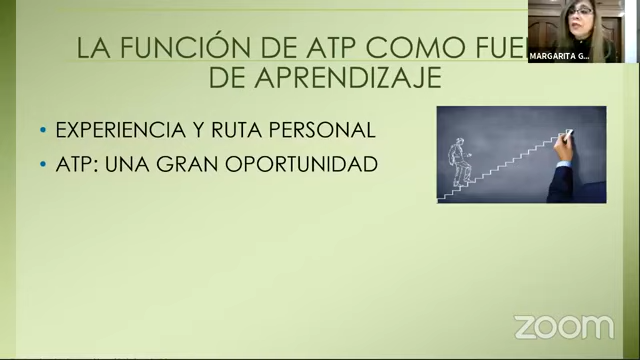 LA FUNCIÓN DE ATP COMO
DE APRENDIZAJE
MARGARITA G...
• EXPERIENCIA Y RUTA PERSONAL
• ATP: UNA GRAN OPORTUNIDAD
zoom